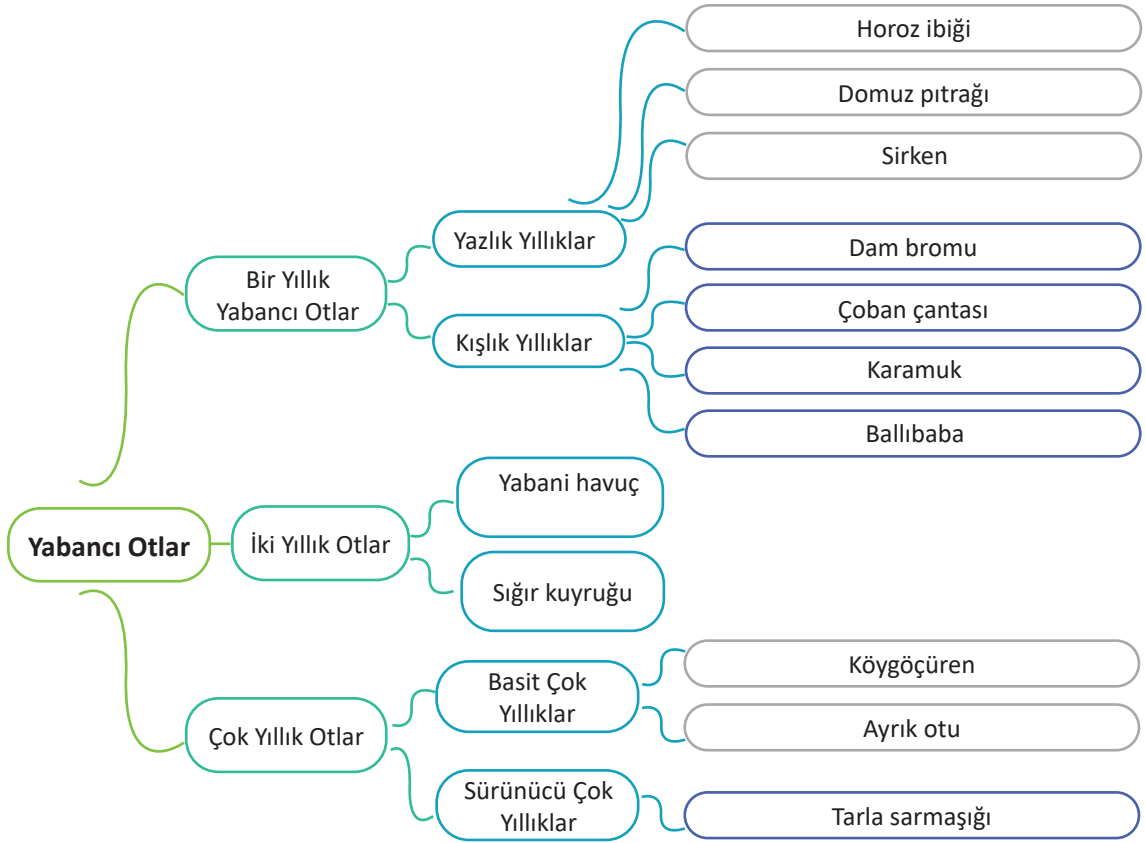 Yabancı Otlar
Bir Yıllık
Yabancı Otlar
Yazlık Yıllıklar
Horoz ibiği
Domuz pıtrağı
Sirken
Kışlık Yıllıklar
Dam bromu
Çoban çantası
Karamuk
Ballıbaba
İki Yıllık Otlar
Yabani havuç
Sığır kuyruğu
Çok Yıllık Otlar
Basit Çok
Yıllıklar
Köygöçüren
Ayrık otu
Sürünücü Çok
Yıllıklar
Tarla sarmaşığı